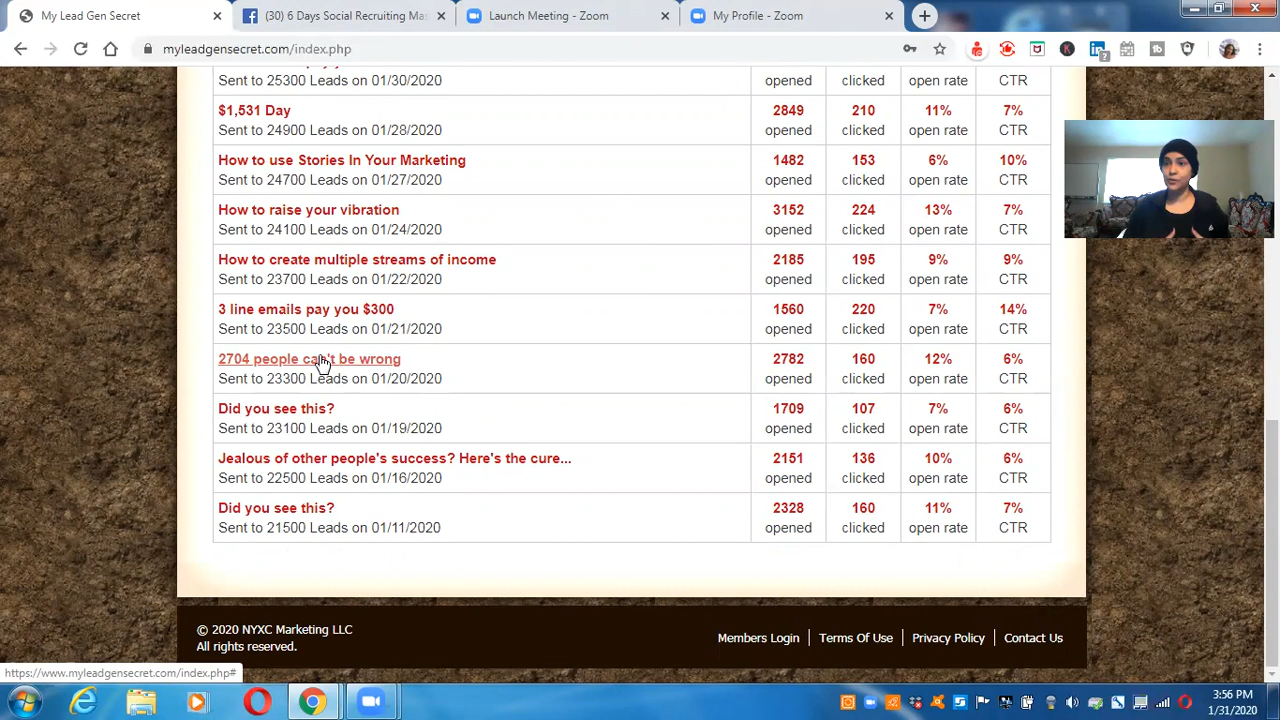 My Lead Gen Secret
(30) 6 Days Social Recruiting Mas
Launch Meeting - Zoom
My Profile - Zoom
myleadgensecret.com/index.php
Sent to 25300 Leads on 01/30/2020 opened clicked open rate CTR
$1,531 Day 2849 210 11% 7%
Sent to 24900 Leads on 01/28/2020 opened clicked open rate CTR
How to use Stories In Your Marketing 1482 153 6% 10%
Sent to 24700 Leads on 01/27/2020 opened clicked open rate CTR
How to raise your vibration 3152 224 13% 7%
Sent to 24100 Leads on 01/24/2020 opened clicked open rate CTR
How to create multiple streams of income 2185 195 9% 9%
Sent to 23700 Leads on 01/22/2020 opened clicked open rate CTR
3 line emails pay you $300 1560 220 7% 14%
Sent to 23500 Leads on 01/21/2020 opened clicked open rate CTR
2704 people can't be wrong 2782 160 12% 6%
Sent to 23300 Leads on 01/20/2020 opened clicked open rate CTR
Did you see this? 1709 107 7% 6%
Sent to 23100 Leads on 01/19/2020 opened clicked open rate CTR
Jealous of other people's success? Here's the cure... 2151 136 10% 6%
Sent to 22500 Leads on 01/16/2020 opened clicked open rate CTR
Did you see this? 2328 160 11% 7%
Sent to 21500 Leads on 01/11/2020 opened clicked open rate CTR
© 2020 NYXC Marketing LLC
All rights reserved.
Members Login Terms Of Use Privacy Policy Contact Us
https://www.myleadgensecret.com/index.php#
3:56 PM
1/31/2020